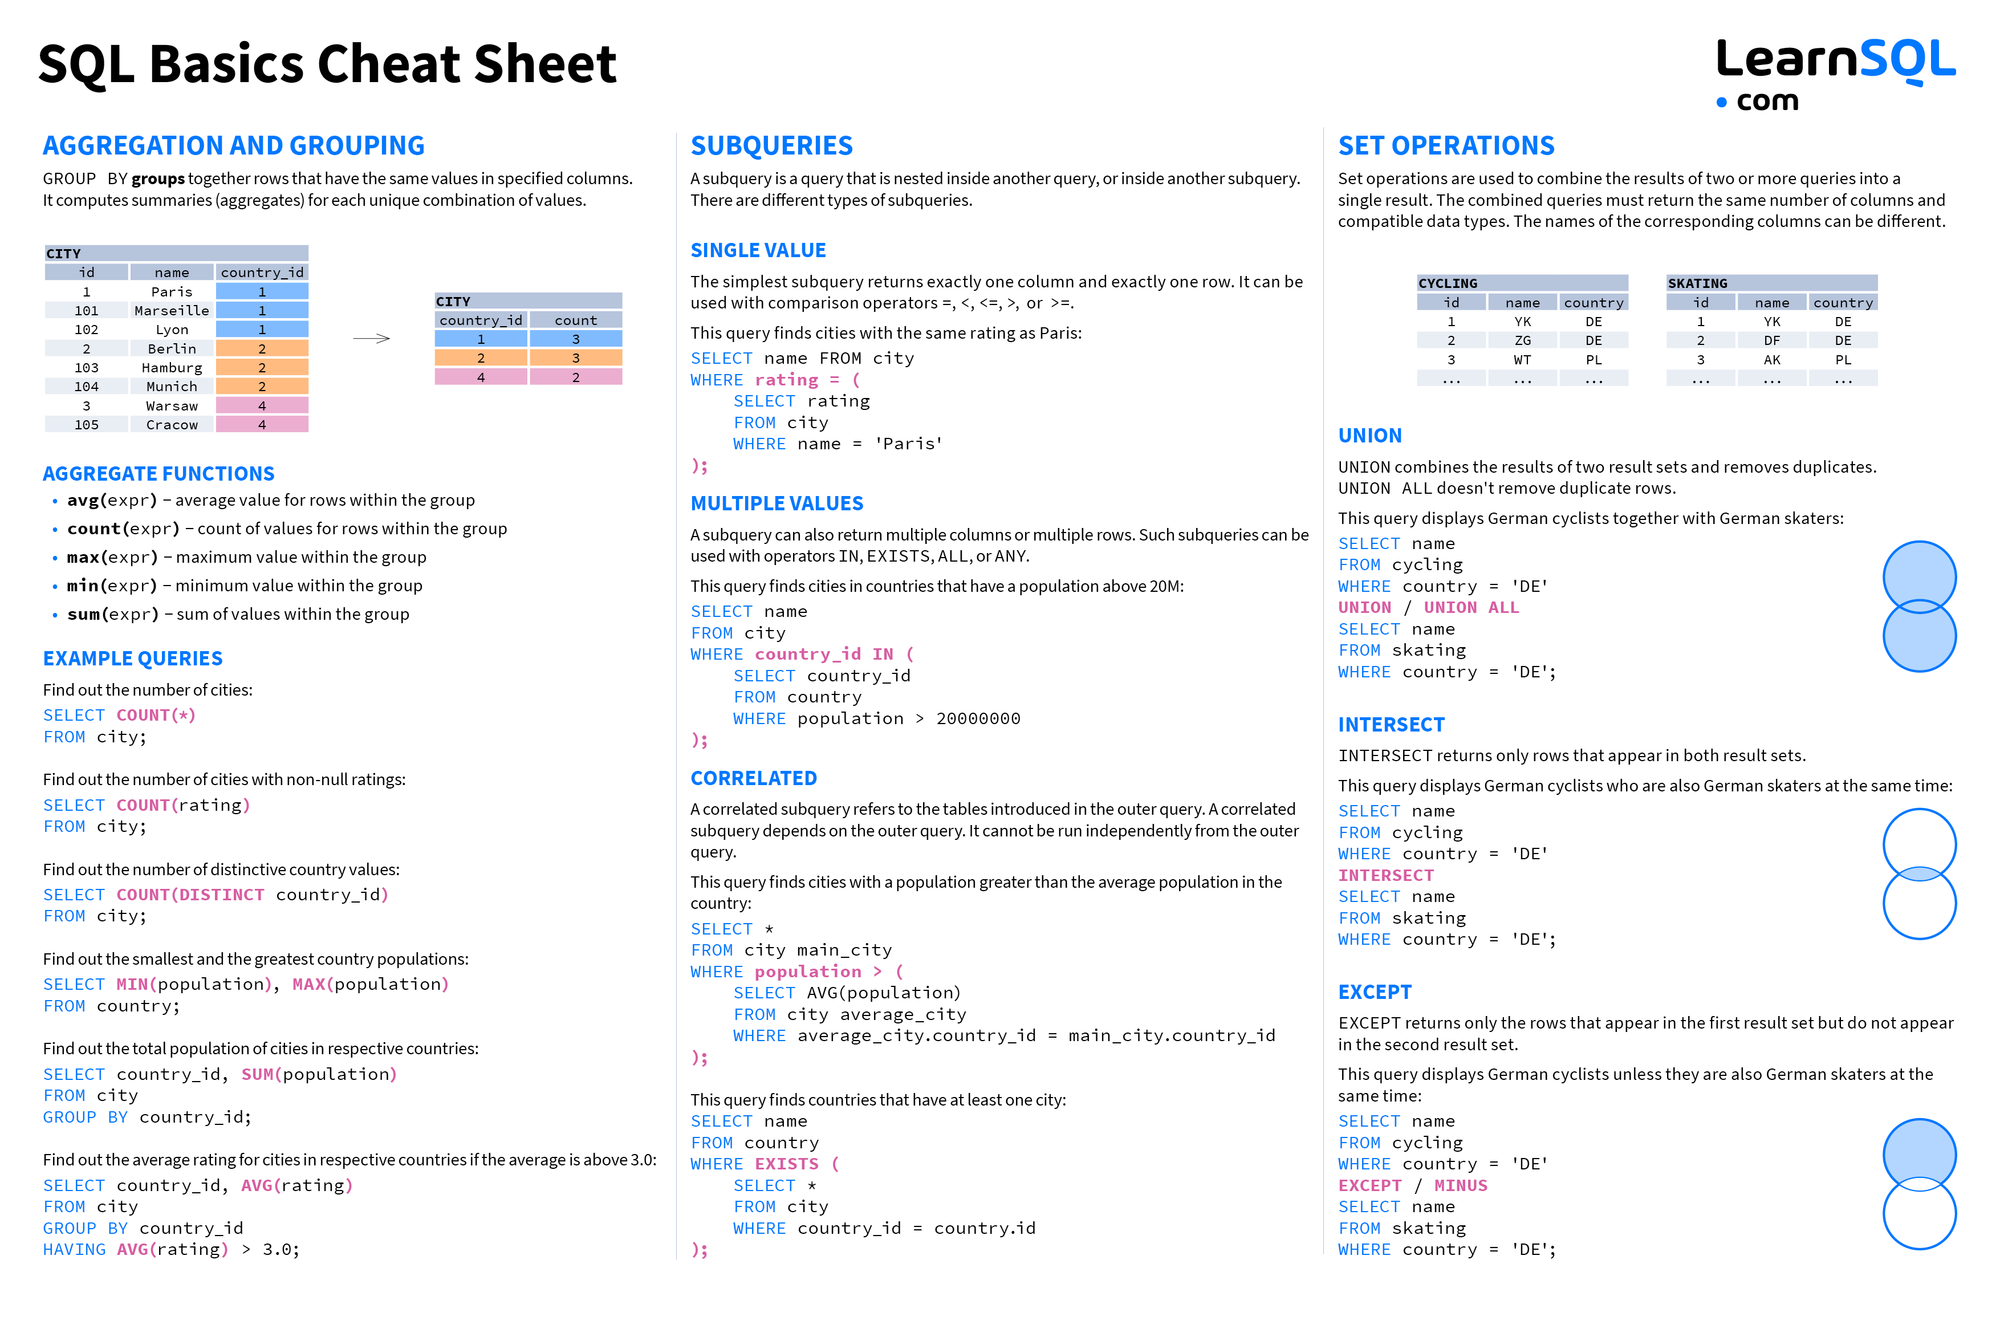 SQL Basics Cheat Sheet
LearnSQL
• com
AGGREGATION AND GROUPING
GROUP BY groups together rows that have the same values in specified columns.
It computes summaries (aggregates) for each unique combination of values.
CITY
id name country_id
1 Paris 1
101 Marseille 1
102 Lyon 1
2 Berlin 2
103 Hamburg 2
104 Munich 2
3 Warsaw 4
105 Cracow 4
CITY
country_id count
1 3
2 3
4 2
AGGREGATE FUNCTIONS
• avg(expr) − average value for rows within the group
• count(expr) − count of values for rows within the group
• max(expr) − maximum value within the group
• min(expr) − minimum value within the group
• sum(expr) − sum of values within the group
EXAMPLE QUERIES
Find out the number of cities:
SELECT COUNT(*)
FROM city;
Find out the number of cities with non-null ratings:
SELECT COUNT(rating)
FROM city;
Find out the number of distinctive country values:
SELECT COUNT(DISTINCT country_id)
FROM city;
Find out the smallest and the greatest country populations:
SELECT MIN(population), MAX(population)
FROM country;
Find out the total population of cities in respective countries:
SELECT country_id, SUM(population)
FROM city
GROUP BY country_id;
Find out the average rating for cities in respective countries if the average is above 3.0:
SELECT country_id, AVG(rating)
FROM city
GROUP BY country_id
HAVING AVG(rating) > 3.0;
SUBQUERIES
A subquery is a query that is nested inside another query, or inside another subquery.
There are different types of subqueries.
SINGLE VALUE
The simplest subquery returns exactly one column and exactly one row. It can be
used with comparison operators =, <, <=, >, or >=.
This query finds cities with the same rating as Paris:
SELECT name FROM city
WHERE rating = (
SELECT rating
FROM city
WHERE name = 'Paris'
);
MULTIPLE VALUES
A subquery can also return multiple columns or multiple rows. Such subqueries can be
used with operators IN, EXISTS, ALL, or ANY.
This query finds cities in countries that have a population above 20M:
SELECT name
FROM city
WHERE country_id IN (
SELECT country_id
FROM country
WHERE population > 20000000
);
CORRELATED
A correlated subquery refers to the tables introduced in the outer query. A correlated
subquery depends on the outer query. It cannot be run independently from the outer
query.
This query finds cities with a population greater than the average population in the
country:
SELECT *
FROM city main_city
WHERE population > (
SELECT AVG(population)
FROM city average_city
WHERE average_city.country_id = main_city.country_id
);
This query finds countries that have at least one city:
SELECT name
FROM country
WHERE EXISTS (
SELECT *
FROM city
WHERE country_id = country.id
);
SET OPERATIONS
Set operations are used to combine the results of two or more queries into a
single result. The combined queries must return the same number of columns and
compatible data types. The names of the corresponding columns can be different.
CYCLING
id name country
1 YK DE
2 ZG DE
3 WT PL
... ... ...
SKATING
id name country
1 YK DE
2 DF DE
3 AK PL
... ... ...
UNION
UNION combines the results of two result sets and removes duplicates.
UNION ALL doesn't remove duplicate rows.
This query displays German cyclists together with German skaters:
SELECT name
FROM cycling
WHERE country = 'DE'
UNION / UNION ALL
SELECT name
FROM skating
WHERE country = 'DE';
INTERSECT
INTERSECT returns only rows that appear in both result sets.
This query displays German cyclists who are also German skaters at the same time:
SELECT name
FROM cycling
WHERE country = 'DE'
INTERSECT
SELECT name
FROM skating
WHERE country = 'DE';
EXCEPT
EXCEPT returns only the rows that appear in the first result set but do not appear
in the second result set.
This query displays German cyclists unless they are also German skaters at the
same time:
SELECT name
FROM cycling
WHERE country = 'DE'
EXCEPT / MINUS
SELECT name
FROM skating
WHERE country = 'DE';